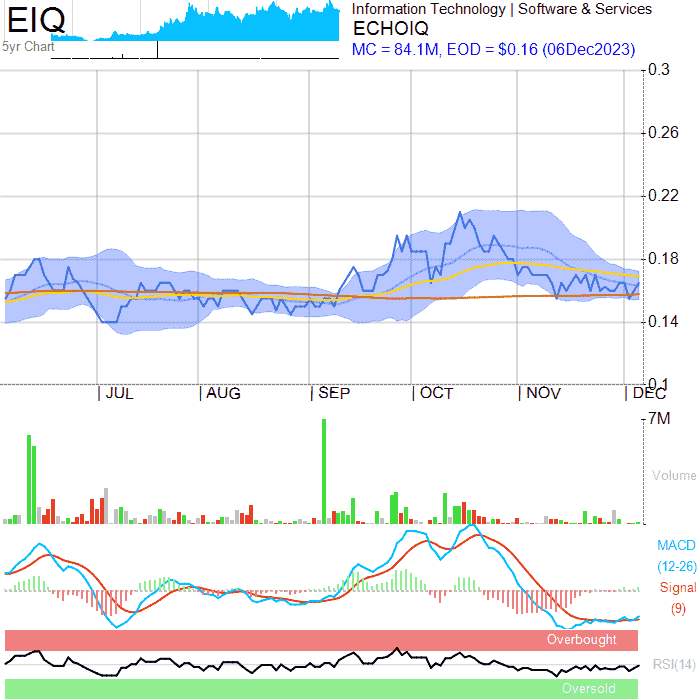 EIQ
5yr Chart
Information Technology | Software & Services
ECHOIQ
MC = 84.1M, EOD = $0.16 (06Dec2023)
0.3
0.26
0.22
0.18
0.14
0.1
JUL
AUG
SEP
OCT
NOV
DEC
7M
Volume
MACD
(12-26)
Signal
(9)
Overbought
RSI(14)
Oversold